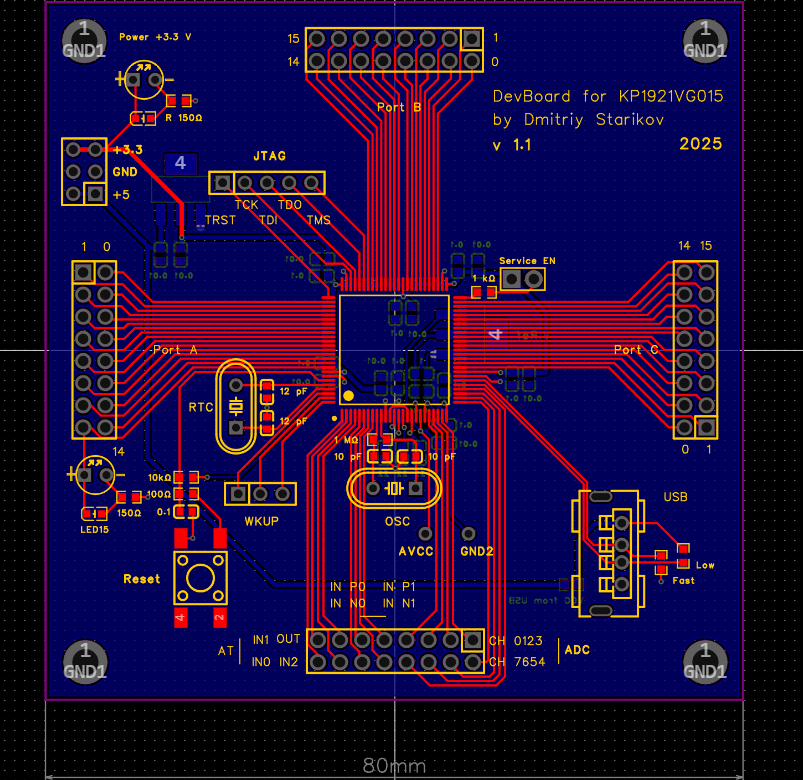 1
GND1
Power +3.3 V
15
1
14
0
1
GND1
DevBoard for KP1921VG015
by Dmitriy Starikov
v 1.1
2025
Port B
R 150Ω
+3.3
GND
+5
4
JTAG
TCK
TDO
TRST
TDI
TMS
1 0
14 15
Service EN
1 kΩ
4
Port A
Port C
RTC
12 pF
12 pF
14
0
1
1 MΩ
10 pF
10 pF
10kΩ
100Ω
0.1
150Ω
LED15
WKUP
OSC
USB
AVCC
GND2
Low
Fast
Reset
4
2
IN P0
IN P1
IN N0
IN N1
AT
IN1 OUT
IN0 IN2
CH 0123
CH 7654
ADC
1
GND1
1
GND1
80mm